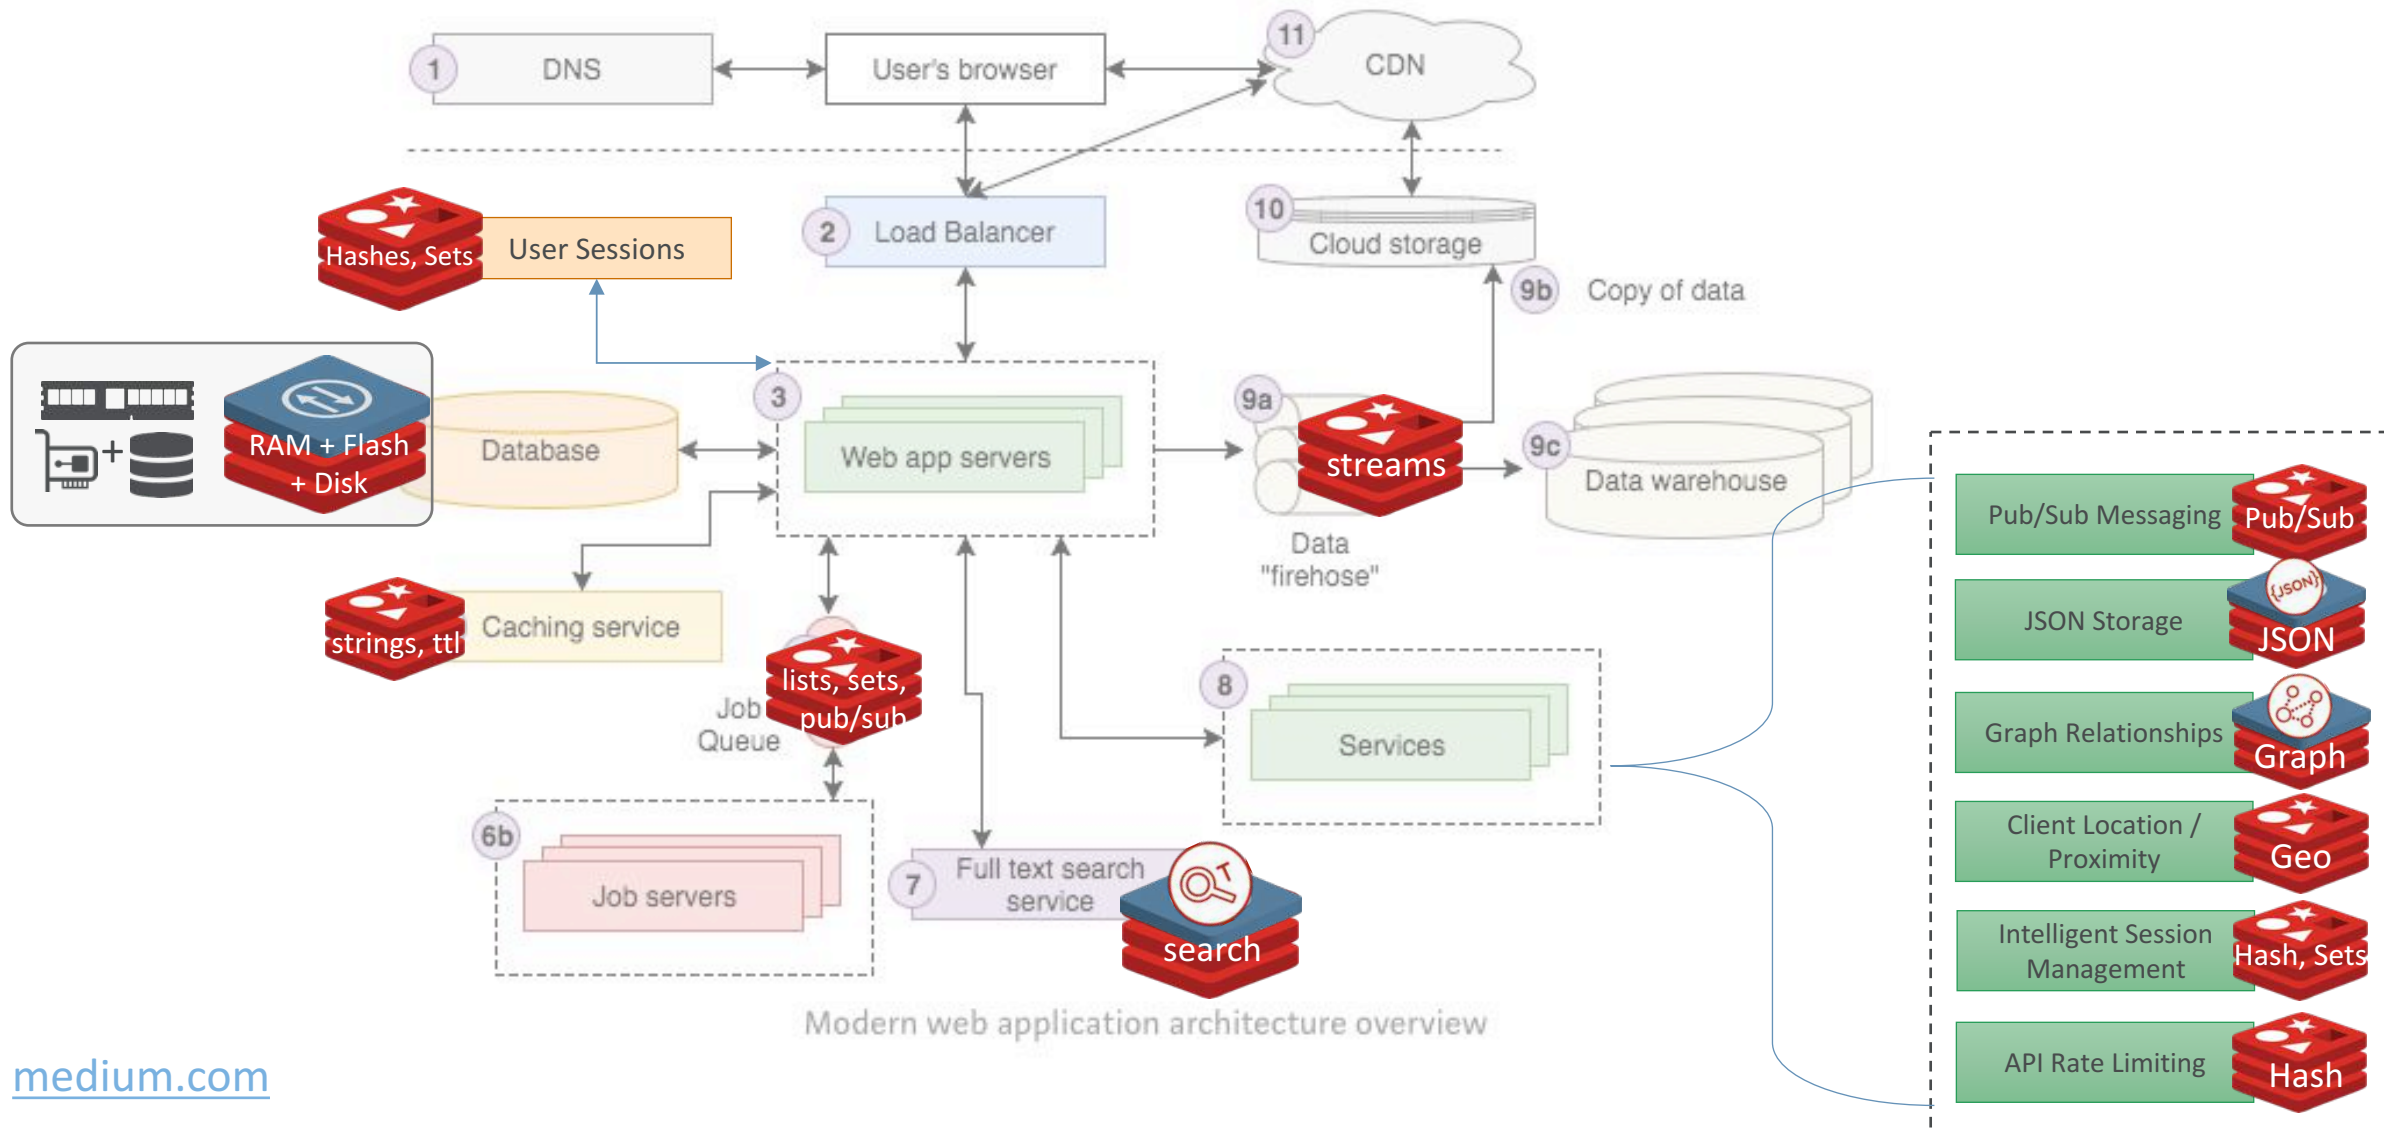 1
DNS
User's browser
11
CDN
Hashes, Sets
User Sessions
2
Load Balancer
10
Cloud storage
9b
Copy of data
RAM + Flash
+ Disk
Database
3
Web app servers
9a
streams
Data
"firehose"
9c
Data warehouse
strings, ttl
Caching service
lists, sets,
pub/sub
Job
Queue
8
Services
6b
Job servers
7
Full text search
service
T
search
Pub/Sub Messaging
Pub/Sub
JSON Storage
{JSON}
JSON
Graph Relationships
Graph
Client Location /
Proximity
Geo
Intelligent Session
Management
Hash, Sets
API Rate Limiting
Hash
Modern web application architecture overview
medium.com